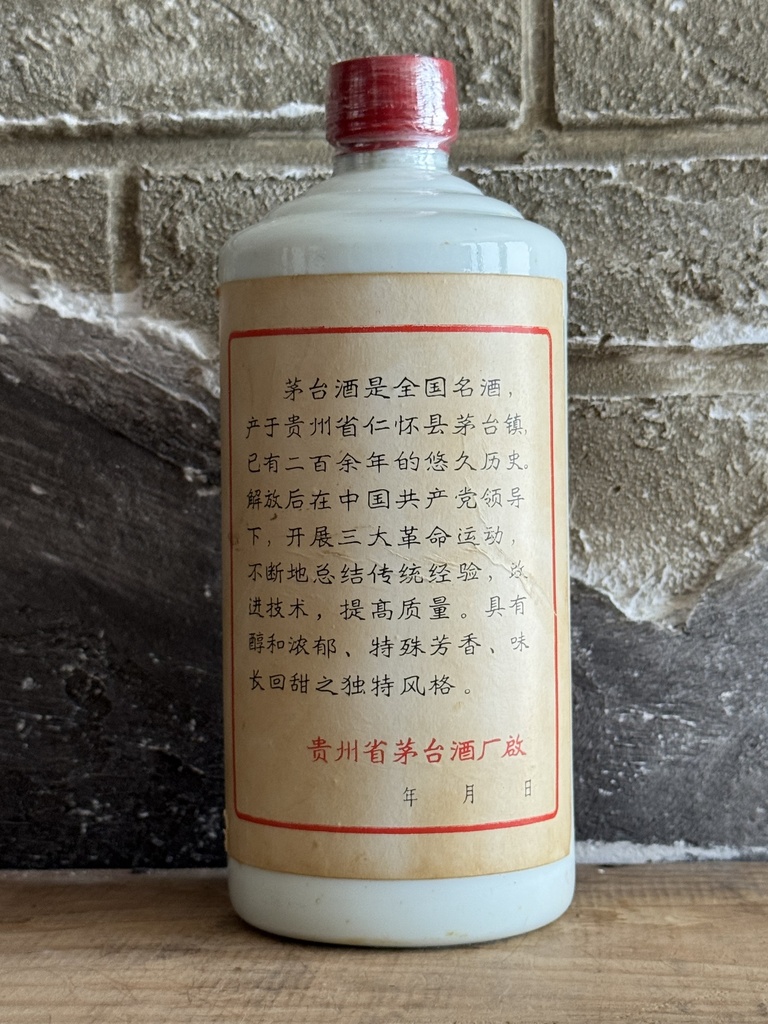 茅台酒是全国名酒，
产于贵州省仁怀县茅台镇，
已有二百余年的悠久历史。
解放后在中国共产党领导
下，开展三大革命运动，
不断地总结传统经验，改
进技术，提高质量。具有
醇和浓郁、特殊芳香、味
长回甜之独特风格。
贵州省茅台酒厂啟
年 月 日